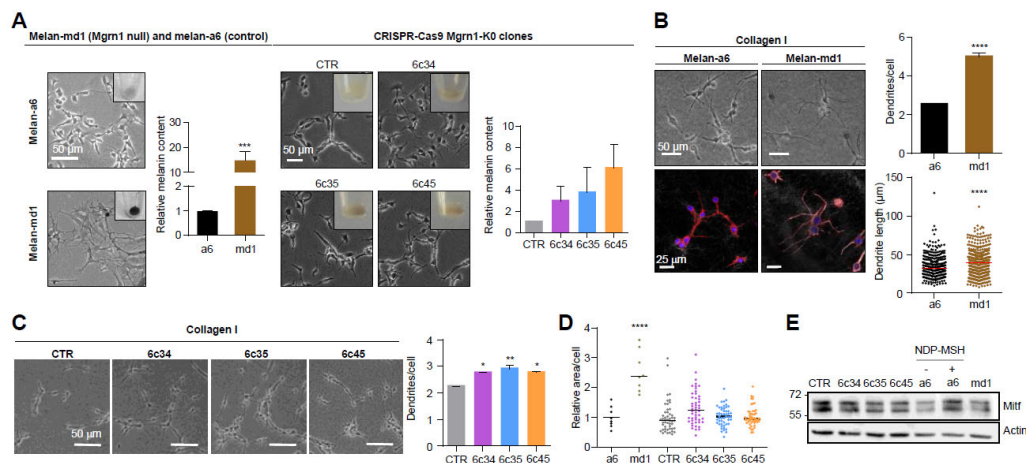 A
Melan-md1 (Mgrn1 null) and melan-a6 (control)
CRISPR-Cas9 Mgrn1-K0 clones
Melan-a6
50 µm
Melan-md1
Relative melanin content
30
20
10
2
1
0
***
a6
md1
CTR
6c34
50 µm
6c35
6c45
Relative melanin content
10
8
6
4
2
0
CTR 6c34 6c35 6c45
B
Collagen I
Melan-a6
Melan-md1
50 µm
25 µm
Dendrites/cell
6
4
2
0
****
a6
md1
Dendrite length (µm)
150
100
50
0
****
a6
md1
C
Collagen I
CTR
6c34
6c35
6c45
50 µm
Dendrites/cell
4
3
2
1
0
*
**
*
CTR 6c34 6c35 6c45
D
Relative area/cell
4
3
2
1
0
****
a6
md1
CTR
6c34
6c35
6c45
E
NDP-MSH
- +
CTR 6c34 6c35 6c45 a6 a6 md1
72
55
Mitf
Actin